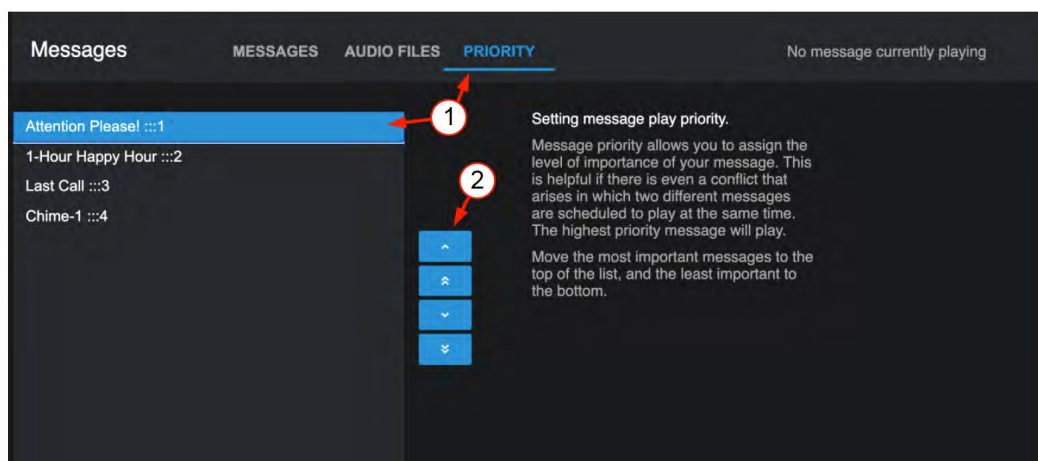 Messages
MESSAGES
AUDIO FILES
PRIORITY
No message currently playing
1
Attention Please! :::1
1-Hour Happy Hour :::2
Last Call :::3
Chime-1 :::4
2
Setting message play priority.
Message priority allows you to assign the
level of importance of your message. This
is helpful if there is even a conflict that
arises in which two different messages
are scheduled to play at the same time.
The highest priority message will play.
Move the most important messages to the
top of the list, and the least important to
the bottom.